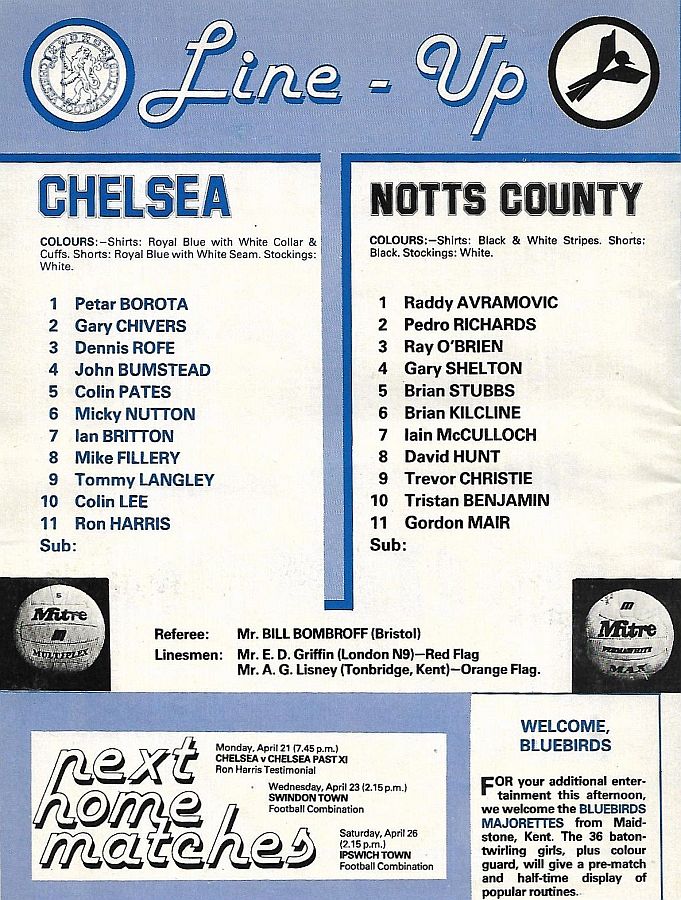 Line - Up
CHELSEA
COLOURS:—Shirts: Royal Blue with White Collar &
Cuffs. Shorts: Royal Blue with White Seam. Stockings:
White.
1 Petar BOROTA
2 Gary CHIVERS
3 Dennis ROFE
4 John BUMSTEAD
5 Colin PATES
6 Micky NUTTON
7 Ian BRITTON
8 Mike FILLERY
9 Tommy LANGLEY
10 Colin LEE
11 Ron HARRIS
Sub:
NOTTS COUNTY
COLOURS:—Shirts: Black & White Stripes. Shorts:
Black. Stockings: White.
1 Raddy AVRAMOVIC
2 Pedro RICHARDS
3 Ray O'BRIEN
4 Gary SHELTON
5 Brian STUBBS
6 Brian KILCLINE
7 Iain McCULLOCH
8 David HUNT
9 Trevor CHRISTIE
10 Tristan BENJAMIN
11 Gordon MAIR
Sub:
5
Mitre
m
MULTIPLEX
Referee: Mr. BILL BOMBROFF (Bristol)
Linesmen: Mr. E. D. Griffin (London N9)—Red Flag
Mr. A. G. Lisney (Tonbridge, Kent)—Orange Flag.
m
Mitre
PERMAWHITE
MAX
next
home
matches
Monday, April 21 (7.45 p.m.)
CHELSEA v CHELSEA PAST XI
Ron Harris Testimonial
Wednesday, April 23 (2.15 p.m.)
SWINDON TOWN
Football Combination
Saturday, April 26
(2.15 p.m.)
IPSWICH TOWN
Football Combination
WELCOME,
BLUEBIRDS
FOR your additional enter-
tainment this afternoon,
we welcome the BLUEBIRDS
MAJORETTES from Maid-
stone, Kent. The 36 baton-
twirling girls, plus colour
guard, will give a pre-match
and half-time display of
popular routines.